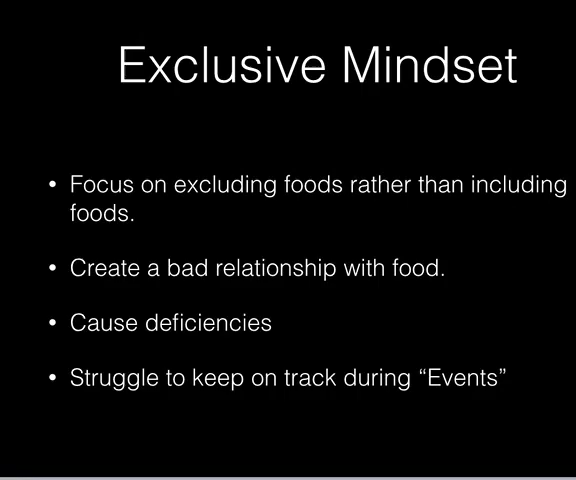 Exclusive Mindset
• Focus on excluding foods rather than including
foods.
• Create a bad relationship with food.
• Cause deficiencies
• Struggle to keep on track during “Events”